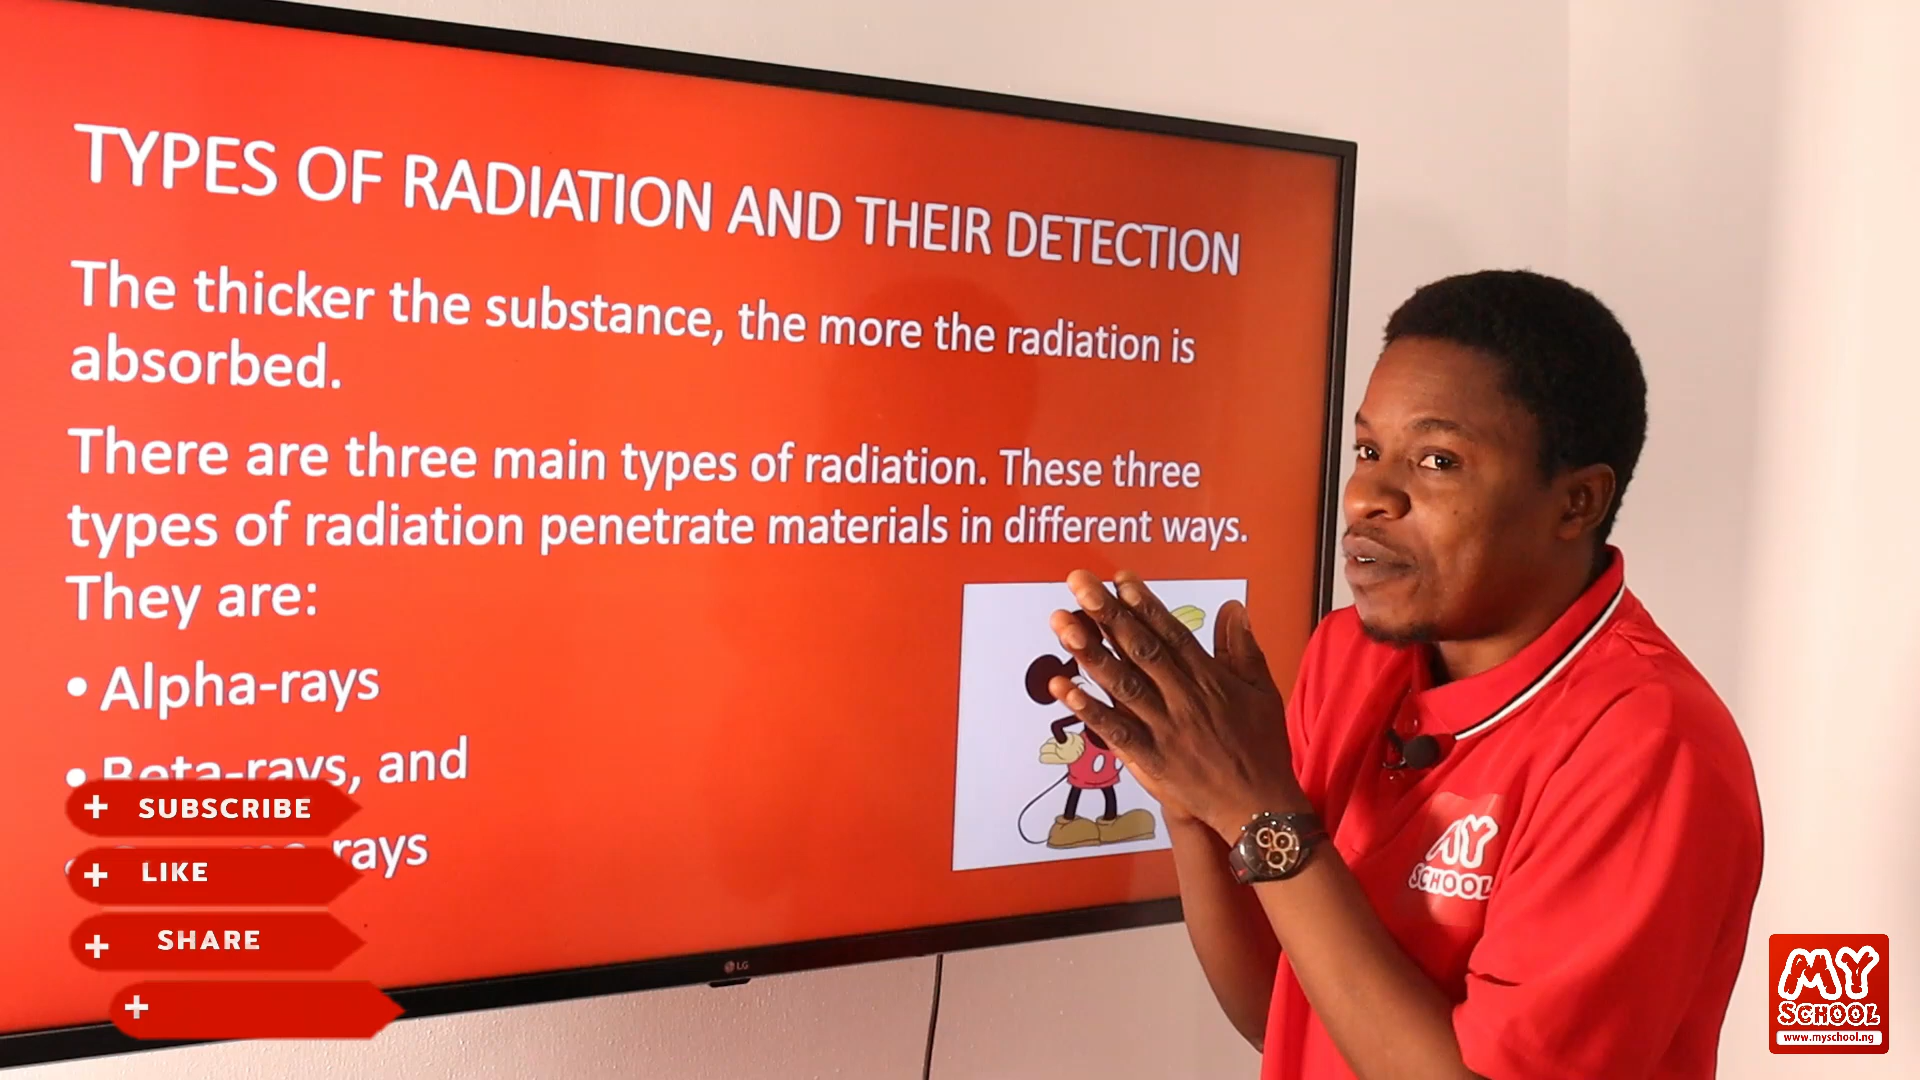 TYPES OF RADIATION AND THEIR DETECTION
The thicker the substance, the more the radiation is
absorbed.
There are three main types of radiation. These three
types of radiation penetrate materials in different ways.
They are:
• Alpha-rays
• Beta-rays, and
rays
+ SUBSCRIBE
+ LIKE
+ SHARE
+
LG
MY
SCHOOL
MY
SCHOOL
www.myschool.ng